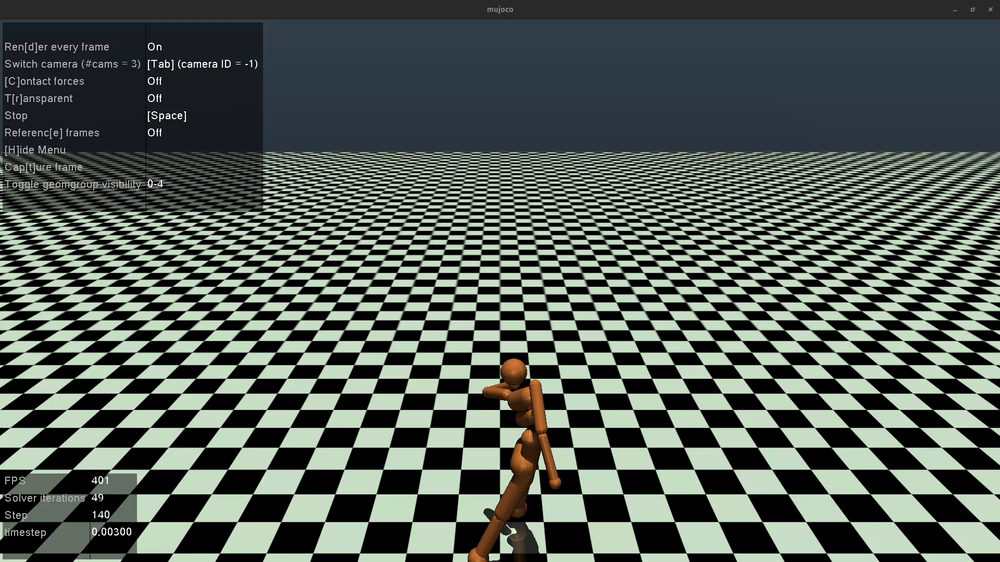 mujoco
Ren[d]er every frame On
Switch camera (#cams = 3) [Tab] (camera ID = -1)
[C]ontact forces Off
T[r]ansparent Off
Stop [Space]
Referenc[e] frames Off
[H]ide Menu
Cap[t]ure frame
Toggle geomgroup visibility 0-4
FPS 401
Solver iterations 49
Step 140
timestep 0.00300